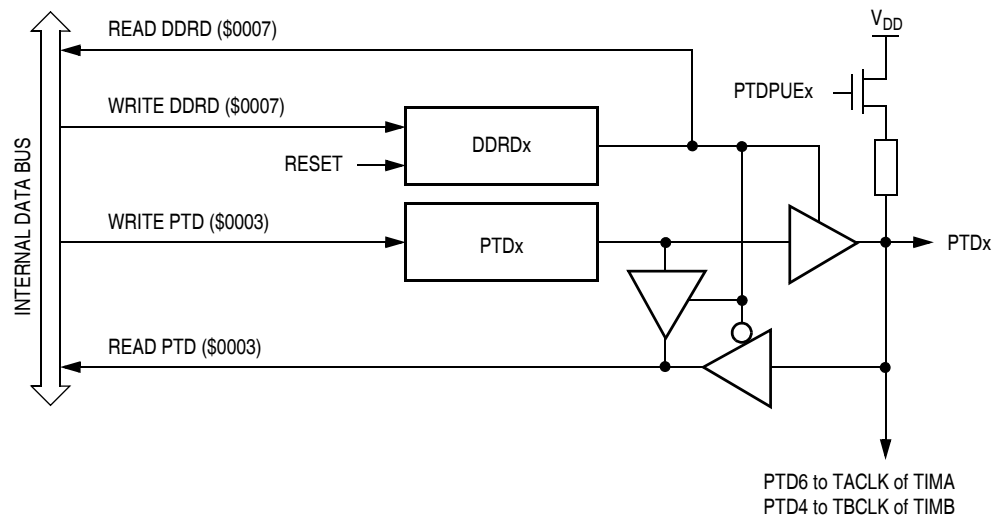 READ DDRD ($0007)
V_DD
WRITE DDRD ($0007)
PTDPUEx
DDRDx
RESET
INTERNAL DATA BUS
WRITE PTD ($0003)
PTDx
PTDx
READ PTD ($0003)
PTD6 to TACLK of TIMA
PTD4 to TBCLK of TIMB